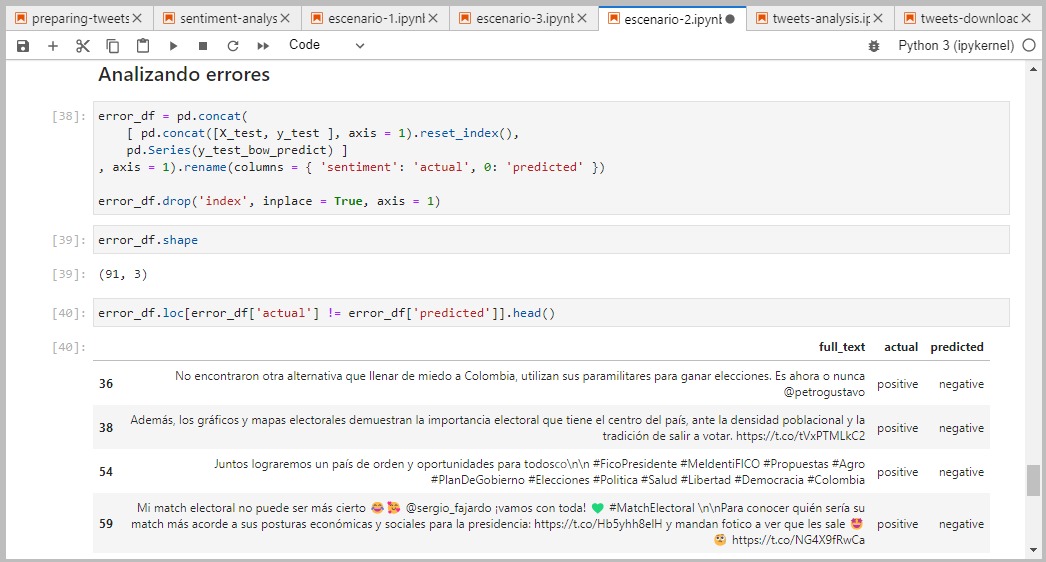 preparing-tweets
sentiment-analys
escenario-1.ipynb
escenario-3.ipynb
escenario-2.ipynb
tweets-analysis.ip
tweets-downloac
Code
Python 3 (ipykernel)
Analizando errores
[38]:
error_df = pd.concat(
[ pd.concat([X_test, y_test ], axis = 1).reset_index(),
pd.Series(y_test_bow_predict) ]
, axis = 1).rename(columns = { 'sentiment': 'actual', 0: 'predicted' })
error_df.drop('index', inplace = True, axis = 1)
[39]:
error_df.shape
[39]:
(91, 3)
[40]:
error_df.loc[error_df['actual'] != error_df['predicted']].head()
[40]:
full_text actual predicted
36 No encontraron otra alternativa que llenar de miedo a Colombia, utilizan sus paramilitares para ganar elecciones. Es ahora o nunca
@petrogustavo positive negative
38 Además, los gráficos y mapas electorales demuestran la importancia electoral que tiene el centro del país, ante la densidad poblacional y la
tradición de salir a votar. https://t.co/tVxPTMLkC2 positive negative
54 Juntos lograremos un país de orden y oportunidades para todosco\n\n #FicoPresidente #MeIdentiFICO #Propuestas #Agro
#PlanDeGobierno #Elecciones #Politica #Salud #Libertad #Democracia #Colombia positive negative
59 Mi match electoral no puede ser más cierto 😂 🥰 @sergio_fajardo ¡vamos con toda! 💚 #MatchElectoral \n\nPara conocer quién sería su
match más acorde a sus posturas económicas y sociales para la presidencia: https://t.co/Hb5yhh8elH y mandan fotico a ver que les sale 🤩
🧐 https://t.co/NG4X9fRwCa positive negative